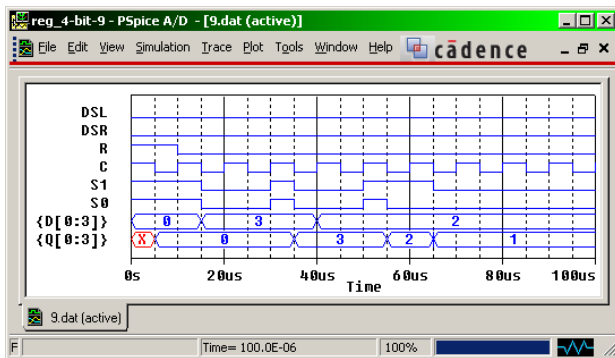 reg_4-bit-9 - PSpice A/D - [9.dat (active)]
File Edit View Simulation Trace Plot Tools Window Help cādence
DSL
DSR
R
C
S1
S0
{D[0:3]} 0 3 2
{Q[0:3]} X 0 3 2 1
0s 20us 40us 60us 80us 100us
Time
9.dat (active)
F Time= 100.0E-06 100%